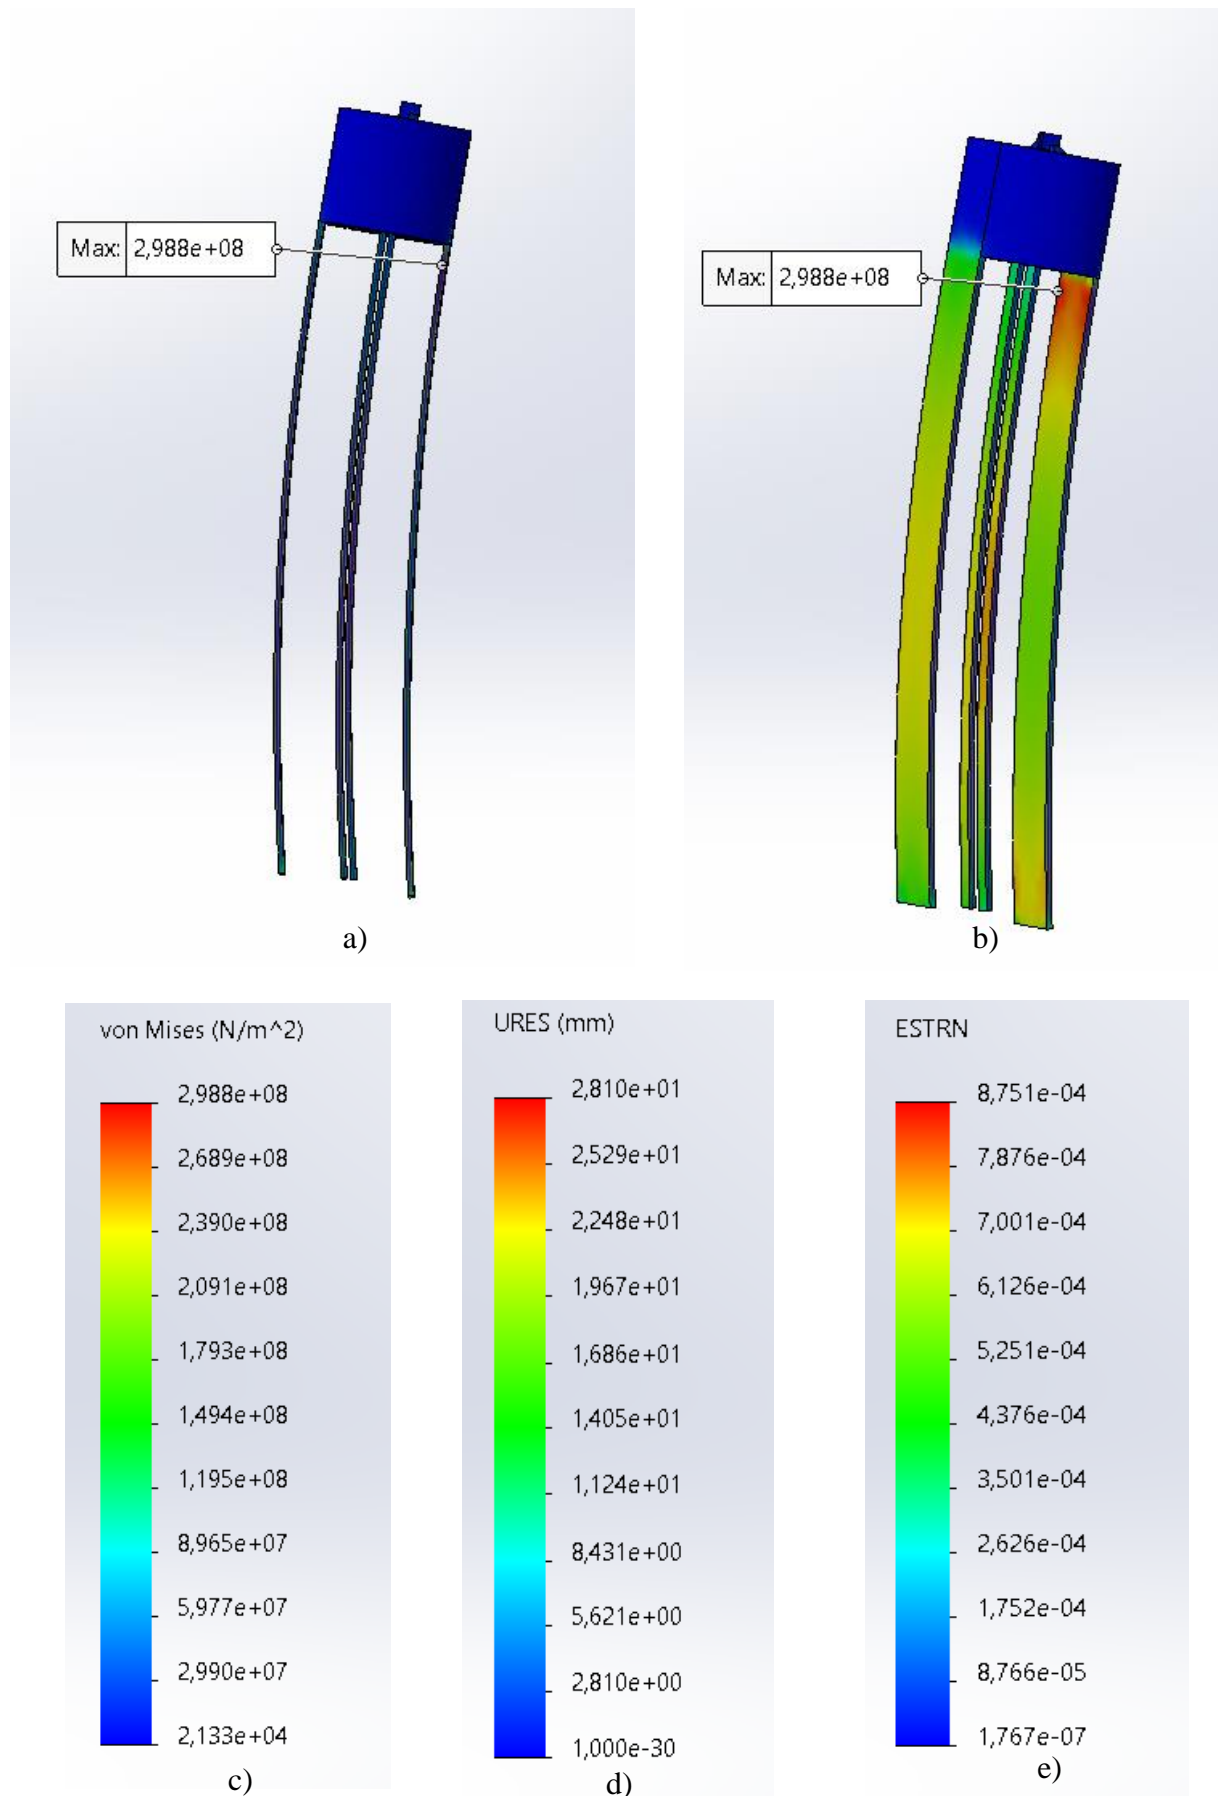 Max: 2,988e+08
Max: 2,988e+08
a)
b)
von Mises (N/m^2)
2,988e+08
2,689e+08
2,390e+08
2,091e+08
1,793e+08
1,494e+08
1,195e+08
8,965e+07
5,977e+07
2,990e+07
2,133e+04
c)
URES (mm)
2,810e+01
2,529e+01
2,248e+01
1,967e+01
1,686e+01
1,405e+01
1,124e+01
8,431e+00
5,621e+00
2,810e+00
1,000e-30
d)
ESTRN
8,751e-04
7,876e-04
7,001e-04
6,126e-04
5,251e-04
4,376e-04
3,501e-04
2,626e-04
1,752e-04
8,766e-05
1,767e-07
e)